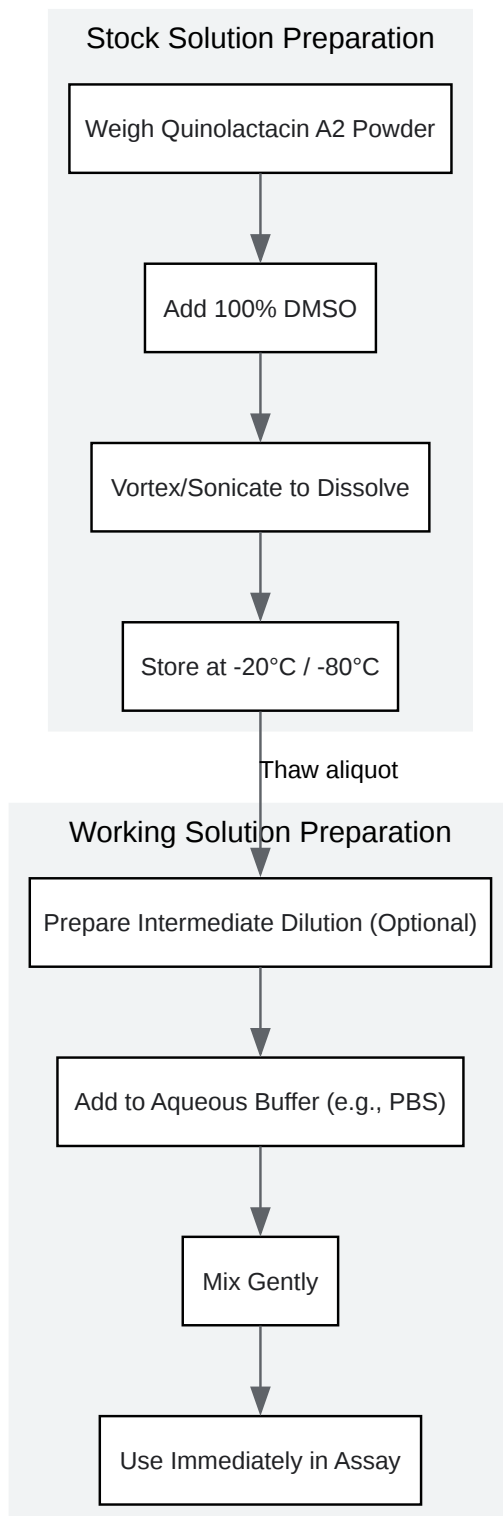 Stock Solution Preparation
Weigh Quinolactacin A2 Powder
Add 100% DMSO
Vortex/Sonicate to Dissolve
Store at -20°C / -80°C
Thaw aliquot
Working Solution Preparation
Prepare Intermediate Dilution (Optional)
Add to Aqueous Buffer (e.g., PBS)
Mix Gently
Use Immediately in Assay